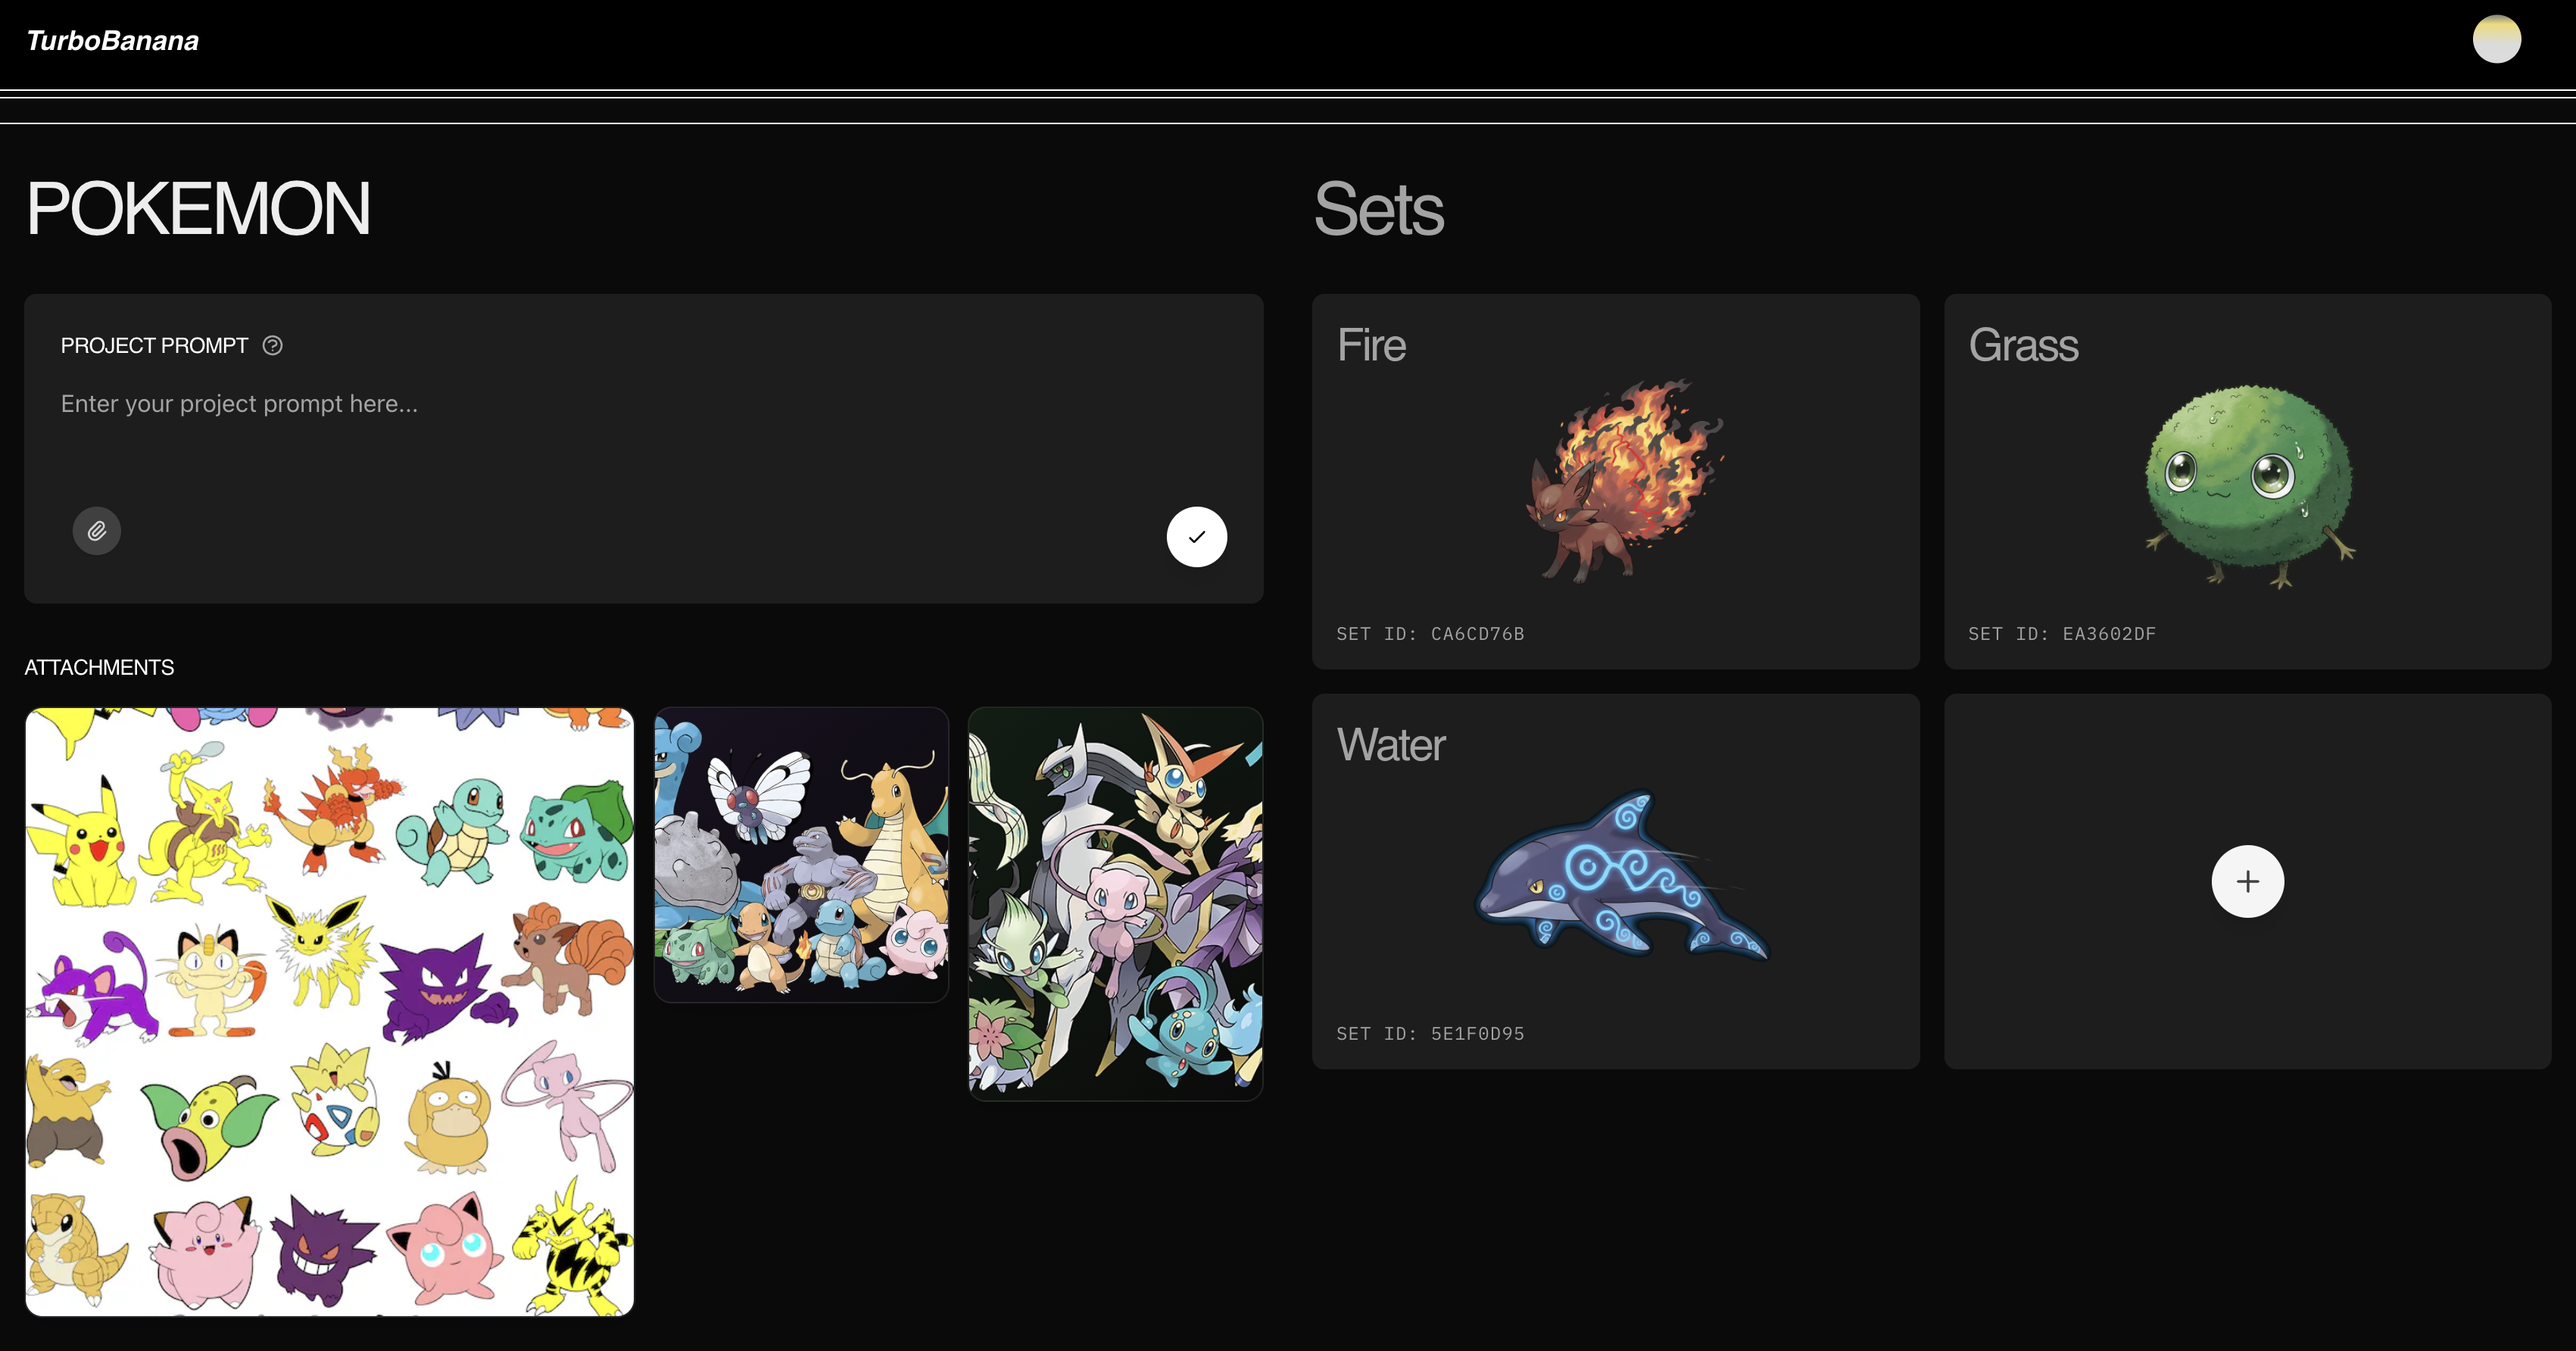 TurboBanana
POKEMON
PROJECT PROMPT
Enter your project prompt here...
ATTACHMENTS
Sets
Fire
SET ID: CA6CD76B
Grass
SET ID: EA3602DF
Water
SET ID: 5E1F0D95